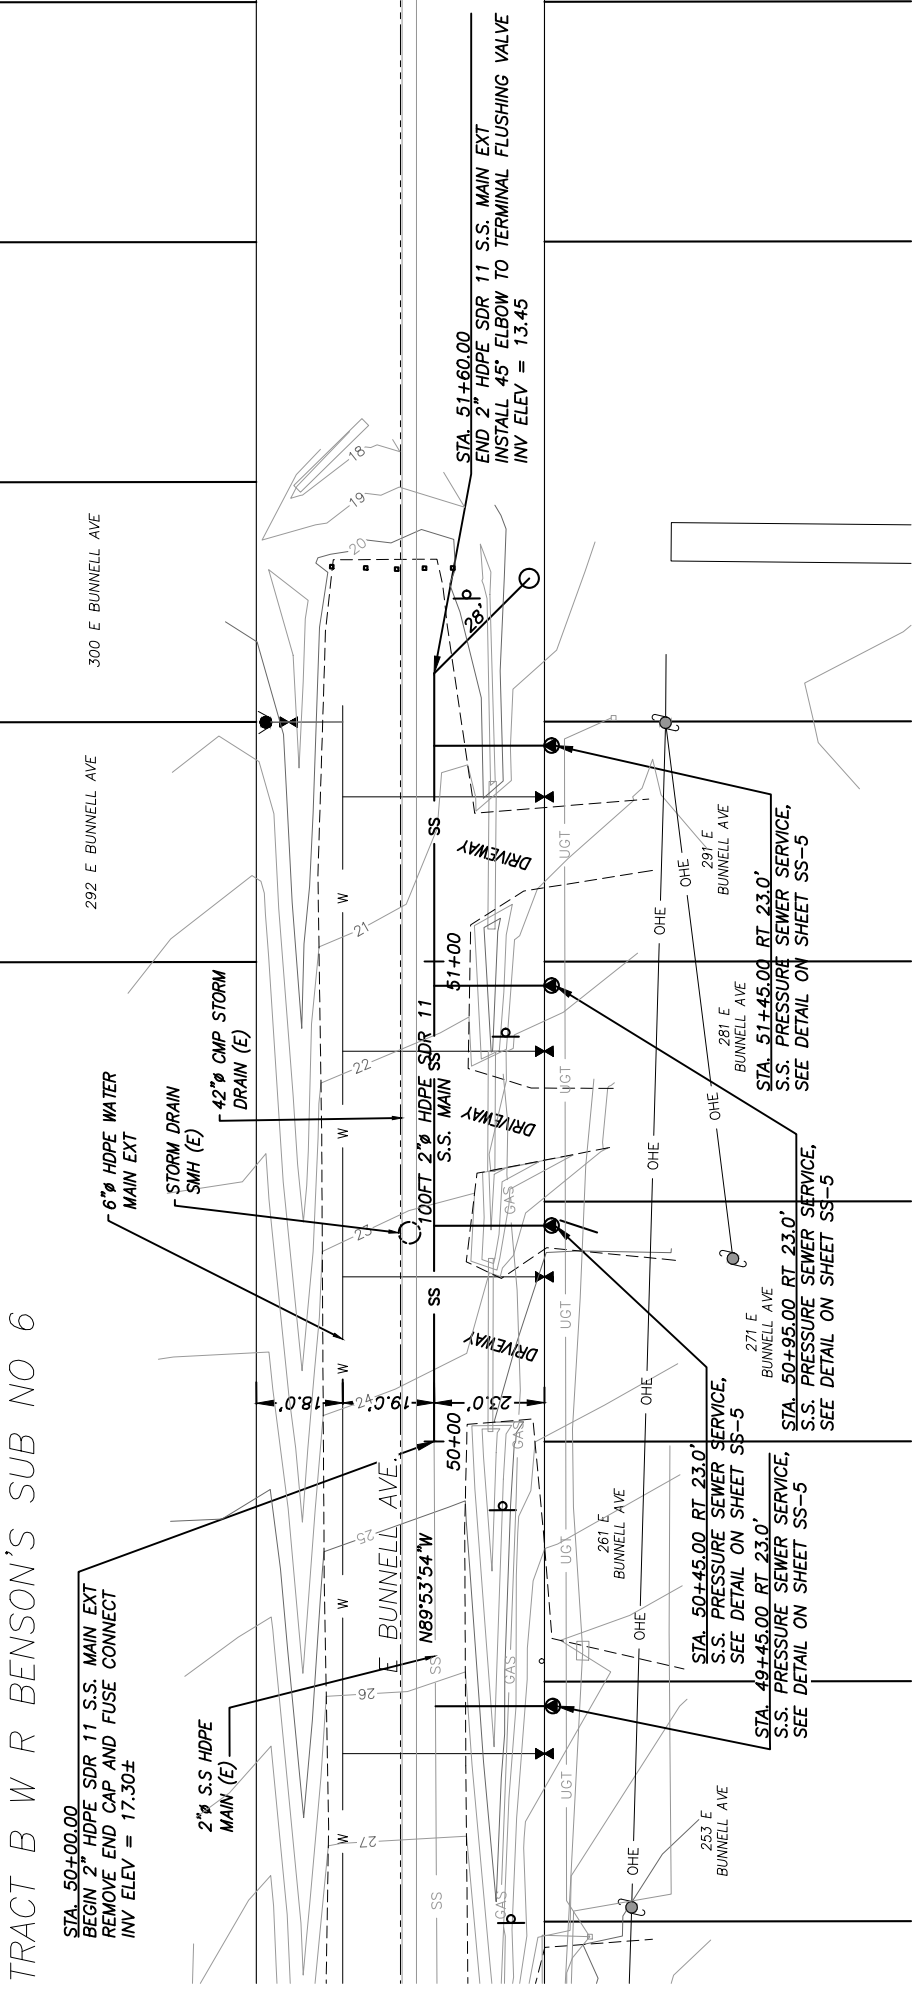 TRACT B W R BENSON'S SUB NO 6
STA. 50+00.00
BEGIN 2" HDPE SDR 11 S.S. MAIN EXT
REMOVE END CAP AND FUSE CONNECT
INV ELEV = 17.30±
6"ø HDPE WATER
MAIN EXT
STORM DRAIN
SMH (E)
42"ø CMP STORM
DRAIN (E)
2"ø S.S HDPE
MAIN (E)
292 E BUNNELL AVE
300 E BUNNELL AVE
18.0'
19.0'
23.0'
27
26
25
24
23
22
21
20
19
18
W
W
W
W
W
E BUNNELL AVE.
N89°53'54"W
50+00
51+00
100FT 2"ø HDPE SDR 11
S.S. MAIN
SS
SS
SS
SS
SS
DRIVEWAY
DRIVEWAY
DRIVEWAY
28'
STA. 51+60.00
END 2" HDPE SDR 11 S.S. MAIN EXT
INSTALL 45° ELBOW TO TERMINAL FLUSHING VALVE
INV ELEV = 13.45
GAS
GAS
GAS
GAS
UGT
UGT
UGT
UGT
UGT
OHE
OHE
OHE
OHE
OHE
OHE
OHE
253 E
BUNNELL AVE
261 E
BUNNELL AVE
271 E
BUNNELL AVE
281 E
BUNNELL AVE
291 E
BUNNELL AVE
STA. 49+45.00 RT 23.0'
S.S. PRESSURE SEWER SERVICE,
SEE DETAIL ON SHEET SS-5
STA. 50+45.00 RT 23.0'
S.S. PRESSURE SEWER SERVICE,
SEE DETAIL ON SHEET SS-5
STA. 50+95.00 RT 23.0'
S.S. PRESSURE SEWER SERVICE,
SEE DETAIL ON SHEET SS-5
STA. 51+45.00 RT 23.0'
S.S. PRESSURE SEWER SERVICE,
SEE DETAIL ON SHEET SS-5